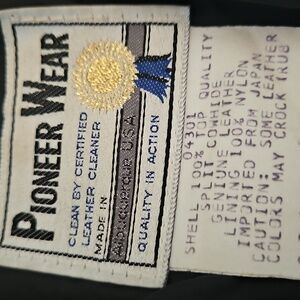 PIONEER WEAR
CLEAN BY CERTIFIED
LEATHER CLEANER
MADE IN
Albuquerque USA
QUALITY IN ACTION
04301
SHELL 100% TOP QUALITY
SPLIT COWHIDE
GENUINE LEATHER
LINING 100% NYLON
IMPORTED FROM JAPAN
CAUTION: SOME LEATHER
COLORS MAY CROCK (RUB